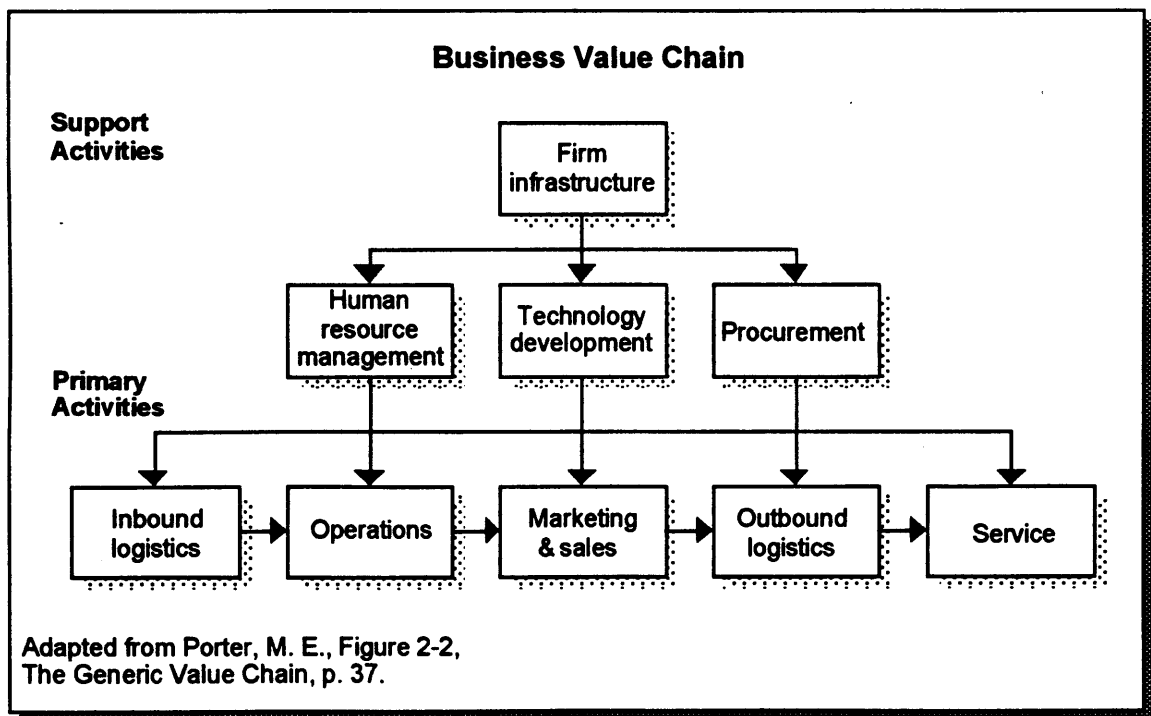 Business Value Chain
Support
Activities
Firm
infrastructure
Human
resource
management
Technology
development
Procurement
Primary
Activities
Inbound
logistics
Operations
Marketing
& sales
Outbound
logistics
Service
Adapted from Porter, M. E., Figure 2-2,
The Generic Value Chain, p. 37.